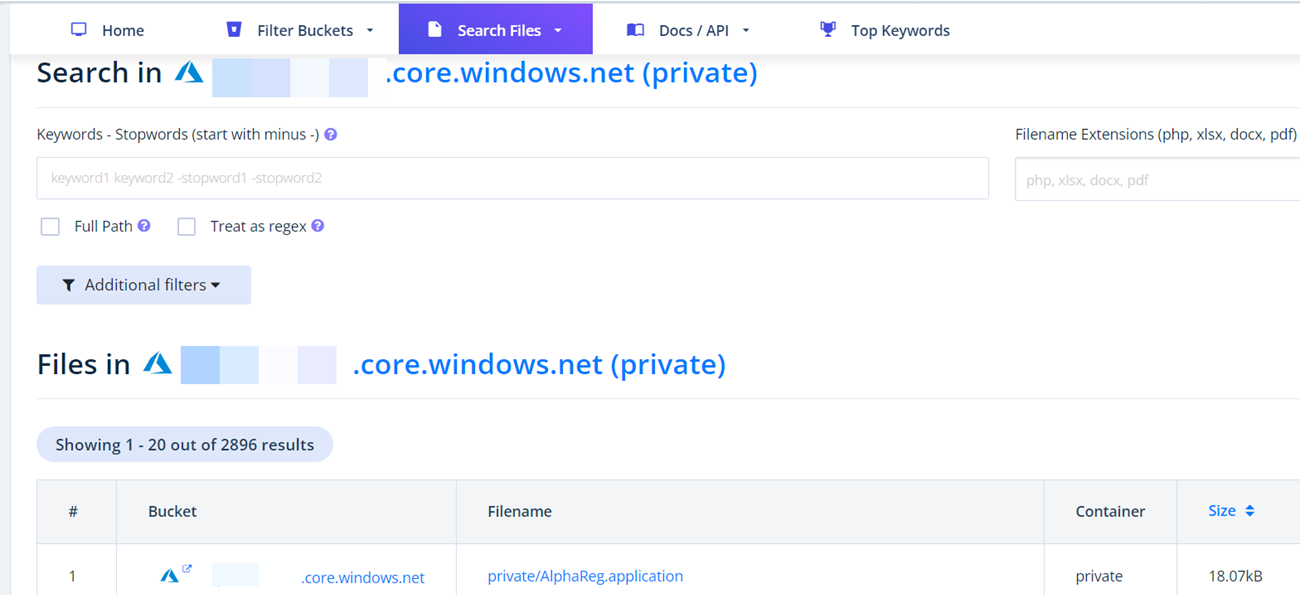 Home Filter Buckets Search Files Docs / API Top Keywords
Search in .core.windows.net (private)
Keywords - Stopwords (start with minus -) ? Filename Extensions (php, xlsx, docx, pdf)
keyword1 keyword2 -stopword1 -stopword2 php, xlsx, docx, pdf
Full Path ? Treat as regex ?
Additional filters
Files in .core.windows.net (private)
Showing 1 - 20 out of 2896 results
# Bucket Filename Container Size
1 .core.windows.net private/AlphaReg.application private 18.07kB